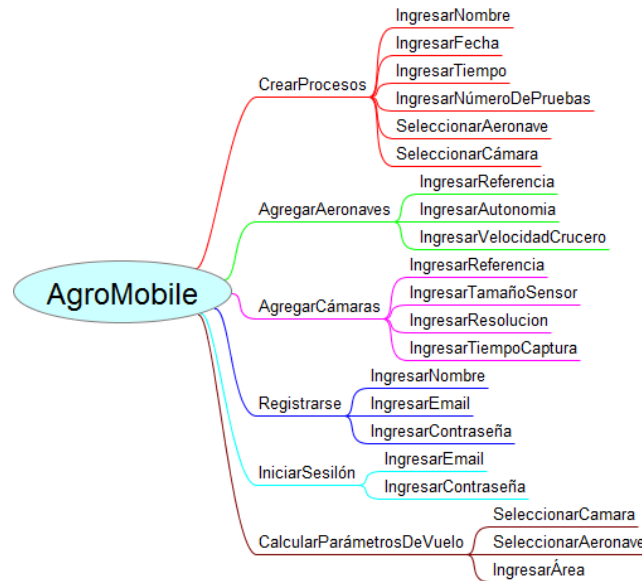 AgroMobile
CrearProcesos
IngresarNombre
IngresarFecha
IngresarTiempo
IngresarNúmeroDePruebas
SeleccionarAeronave
SeleccionarCámara
AgregarAeronaves
IngresarReferencia
IngresarAutonomia
IngresarVelocidadCrucero
AgregarCámaras
IngresarReferencia
IngresarTamañoSensor
IngresarResolucion
IngresarTiempoCaptura
Registrarse
IngresarNombre
IngresarEmail
IngresarContraseña
IniciarSesilón
IngresarEmail
IngresarContraseña
CalcularParámetrosDeVuelo
SeleccionarCamara
SeleccionarAeronave
IngresarÁrea